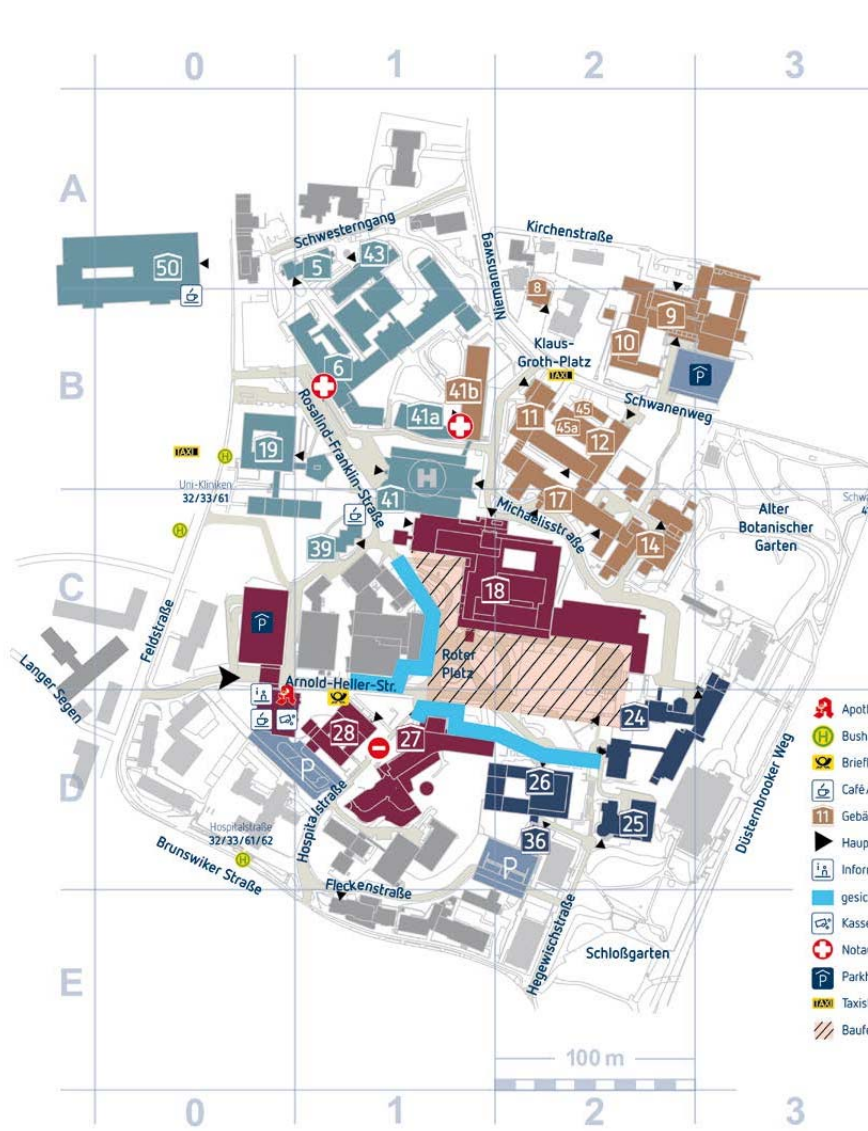 0
1
2
3
A
Schwesterngang
Kirchenstraße
Niemannsweg
50
5
43
8
9
10
Klaus-
Groth-Platz
TAXI
P
B
6
41b
41a
11
45
45a
12
Schwanenweg
Rosalind-Franklin-Straße
19
TAXI
H
Uni-Kliniken
32/33/61
H
41
17
Michaelisstraße
14
Alter
Botanischer
Garten
H
39
18
C
P
Feldstraße
Roter
Platz
Langer Segen
Arnold-Heller-Str.
28
27
24
D
P
26
25
36
P
Hospitalstraße
Hospitalstraße
32/33/61/62
H
Brunswiker Straße
Fleckenstraße
Hegewischstraße
Düsternbrooker Weg
Schloßgarten
E
H
11
i
P
TAXI
100 m
0
1
2
3